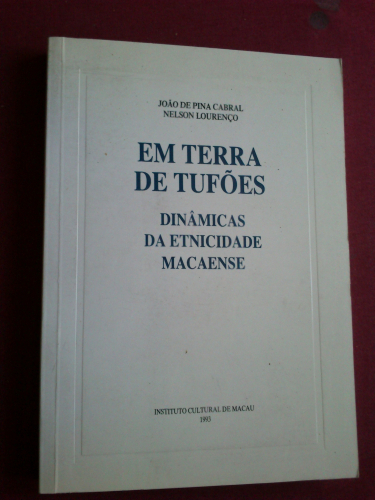 JOÃO DE PINA CABRAL
NELSON LOURENÇO
EM TERRA
DE TUFÕES
DINÂMICAS
DA ETNICIDADE
MACAENSE
INSTITUTO CULTURAL DE MACAU
1993